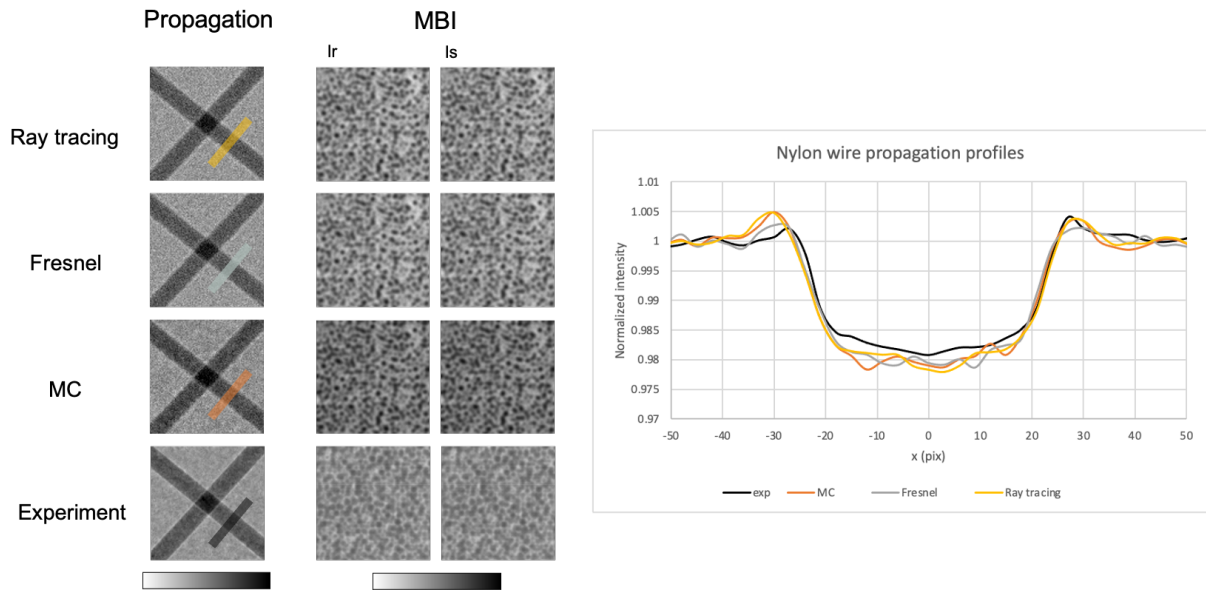 Propagation
MBI
Ir
Is
Ray tracing
Fresnel
MC
Experiment
Nylon wire propagation profiles
Normalized intensity
1.01
1.005
1
0.995
0.99
0.985
0.98
0.975
0.97
-50 -40 -30 -20 -10 0 10 20 30 40 50
x (pix)
exp MC Fresnel Ray tracing